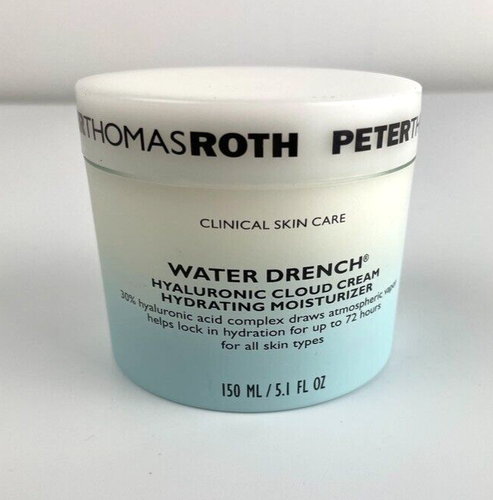 THOMASROTH PETERTH
CLINICAL SKIN CARE
WATER DRENCH®
HYALURONIC CLOUD CREAM
HYDRATING MOISTURIZER
30% hyaluronic acid complex draws atmospheric vapor
helps lock in hydration for up to 72 hours
for all skin types
150 ML / 5.1 FL OZ